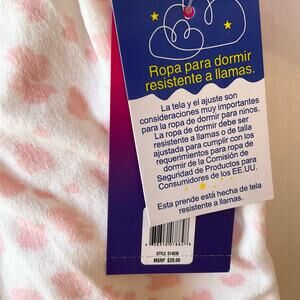 Ropa para dormir
resistente a llamas.
La tela y el ajuste son
consideraciones muy importantes
para la ropa de dormir para niños.
La ropa de dormir debe ser
resistente a llamas o de talla
ajustada para cumplir con los
requerimientos para ropa de
dormir de la Comisión de
Seguridad de Productos para
Consumidores de los EE.UU.
Esta prende está hecha de tela
resistente a llamas.
MSRP $20.00